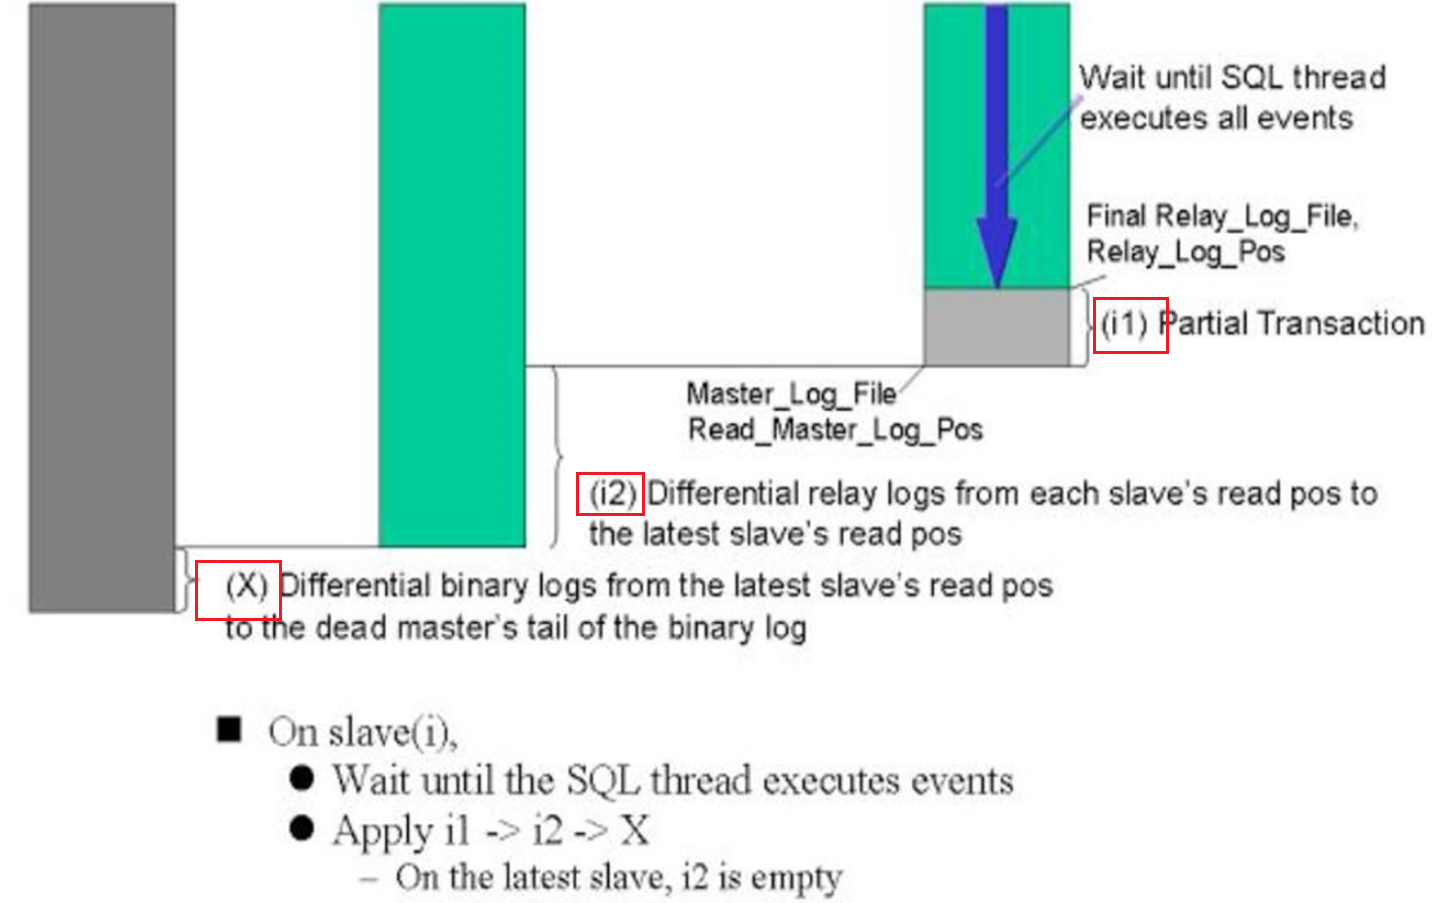 Wait until SQL thread
executes all events
Final Relay_Log_File,
Relay_Log_Pos
(i1) Partial Transaction
Master_Log_File
Read_Master_Log_Pos
(i2) Differential relay logs from each slave's read pos to
the latest slave's read pos
(X) Differential binary logs from the latest slave's read pos
to the dead master's tail of the binary log
■ On slave(i),
● Wait until the SQL thread executes events
● Apply i1 -> i2 -> X
– On the latest slave, i2 is empty